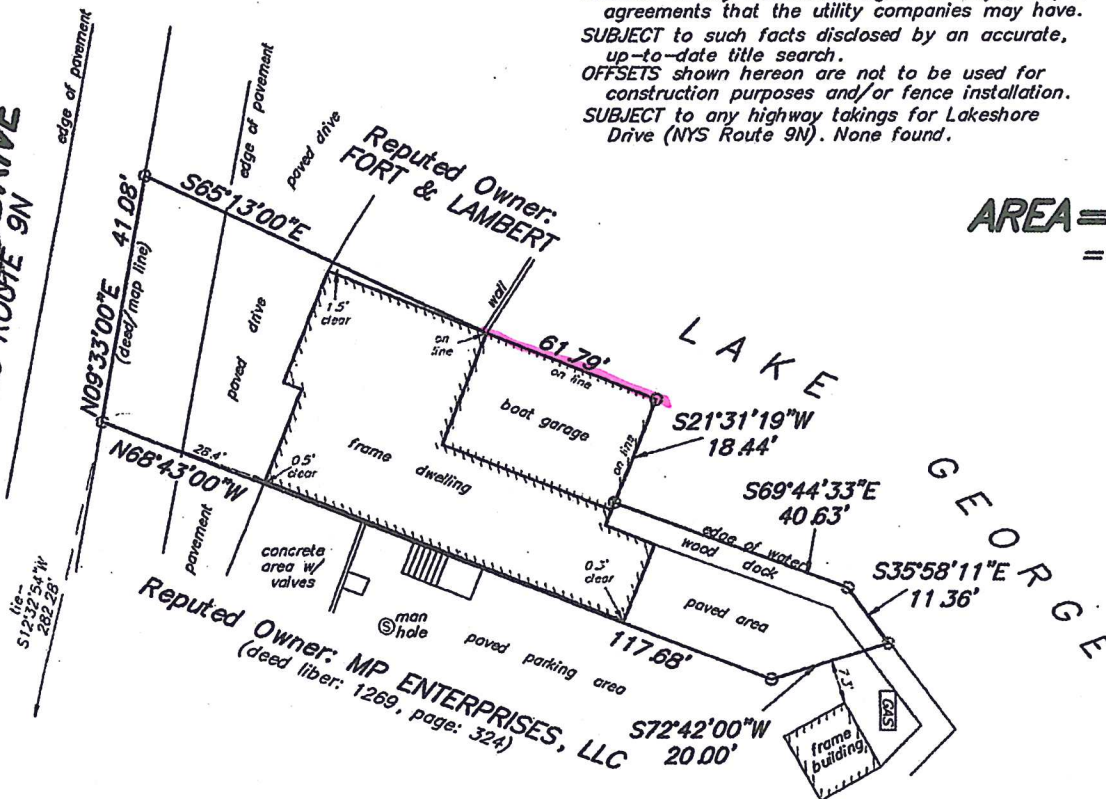 agreements that the utility companies may have.
SUBJECT to such facts disclosed by an accurate,
up-to-date title search.
OFFSETS shown hereon are not to be used for
construction purposes and/or fence installation.
SUBJECT to any highway takings for Lakeshore
Drive (NYS Route 9N). None found.
AREA =
=
edge of pavement
ROUTE 9N
edge of pavement
paved drive
Reputed Owner:
FORT & LAMBERT
S65°13'00"E
41.08'
N09°33'00"E
(deed/map line)
paved drive
1.5'
clear
on
line
wall
61.79'
on line
boat garage
on line
LAKE
GEORGE
S21°31'19"W
18.44'
S69°44'33"E
40.63'
edge of water
wood dock
S35°58'11"E
11.36'
frame dwelling
28.4'
0.5'
clear
N68°43'00"W
pavement
concrete
area w/
valves
0.3'
clear
paved area
tie-
S12°32'54"W
282.28'
S man
hole
paved parking area
117.68'
Reputed Owner: MP ENTERPRISES, LLC
(deed liber: 1269, page: 324)
S72°42'00"W
20.00'
7.3'
GAS
frame
building